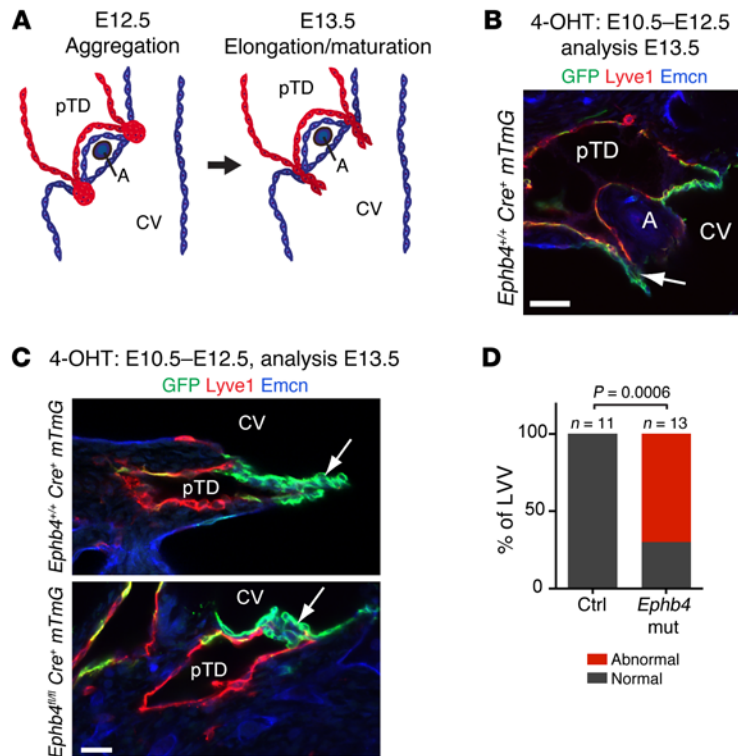 A
E12.5
Aggregation
E13.5
Elongation/maturation
pTD
A
CV
pTD
A
CV
B
4-OHT: E10.5–E12.5
analysis E13.5
GFP Lyve1 Emcn
Ephb4+/+ Cre+ mTmG
pTD
A
CV
C
4-OHT: E10.5–E12.5, analysis E13.5
GFP Lyve1 Emcn
Ephb4+/+ Cre+ mTmG
CV
pTD
Ephb4fl/fl Cre+ mTmG
CV
pTD
D
P = 0.0006
n = 11 n = 13
100
50
0
% of LVV
Ctrl Ephb4
mut
Abnormal
Normal